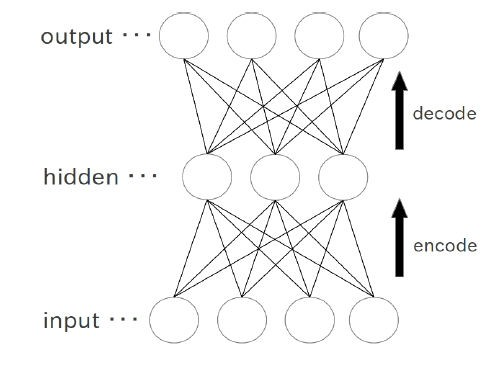 output ···
decode
hidden ···
encode
input ···